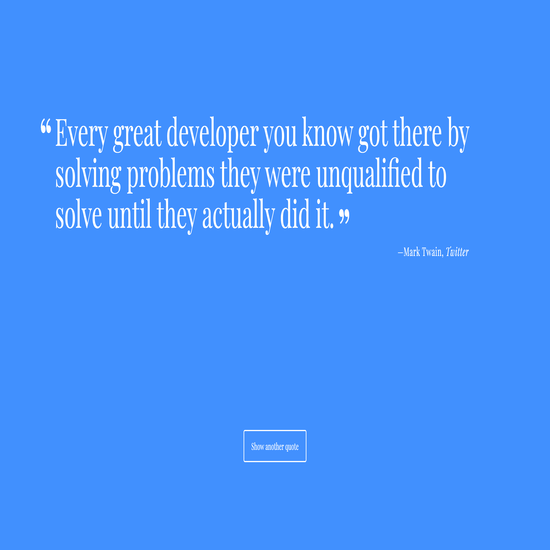 “Every great developer you know got there by
solving problems they were unqualified to
solve until they actually did it.”
—Mark Twain, Twitter
Show another quote